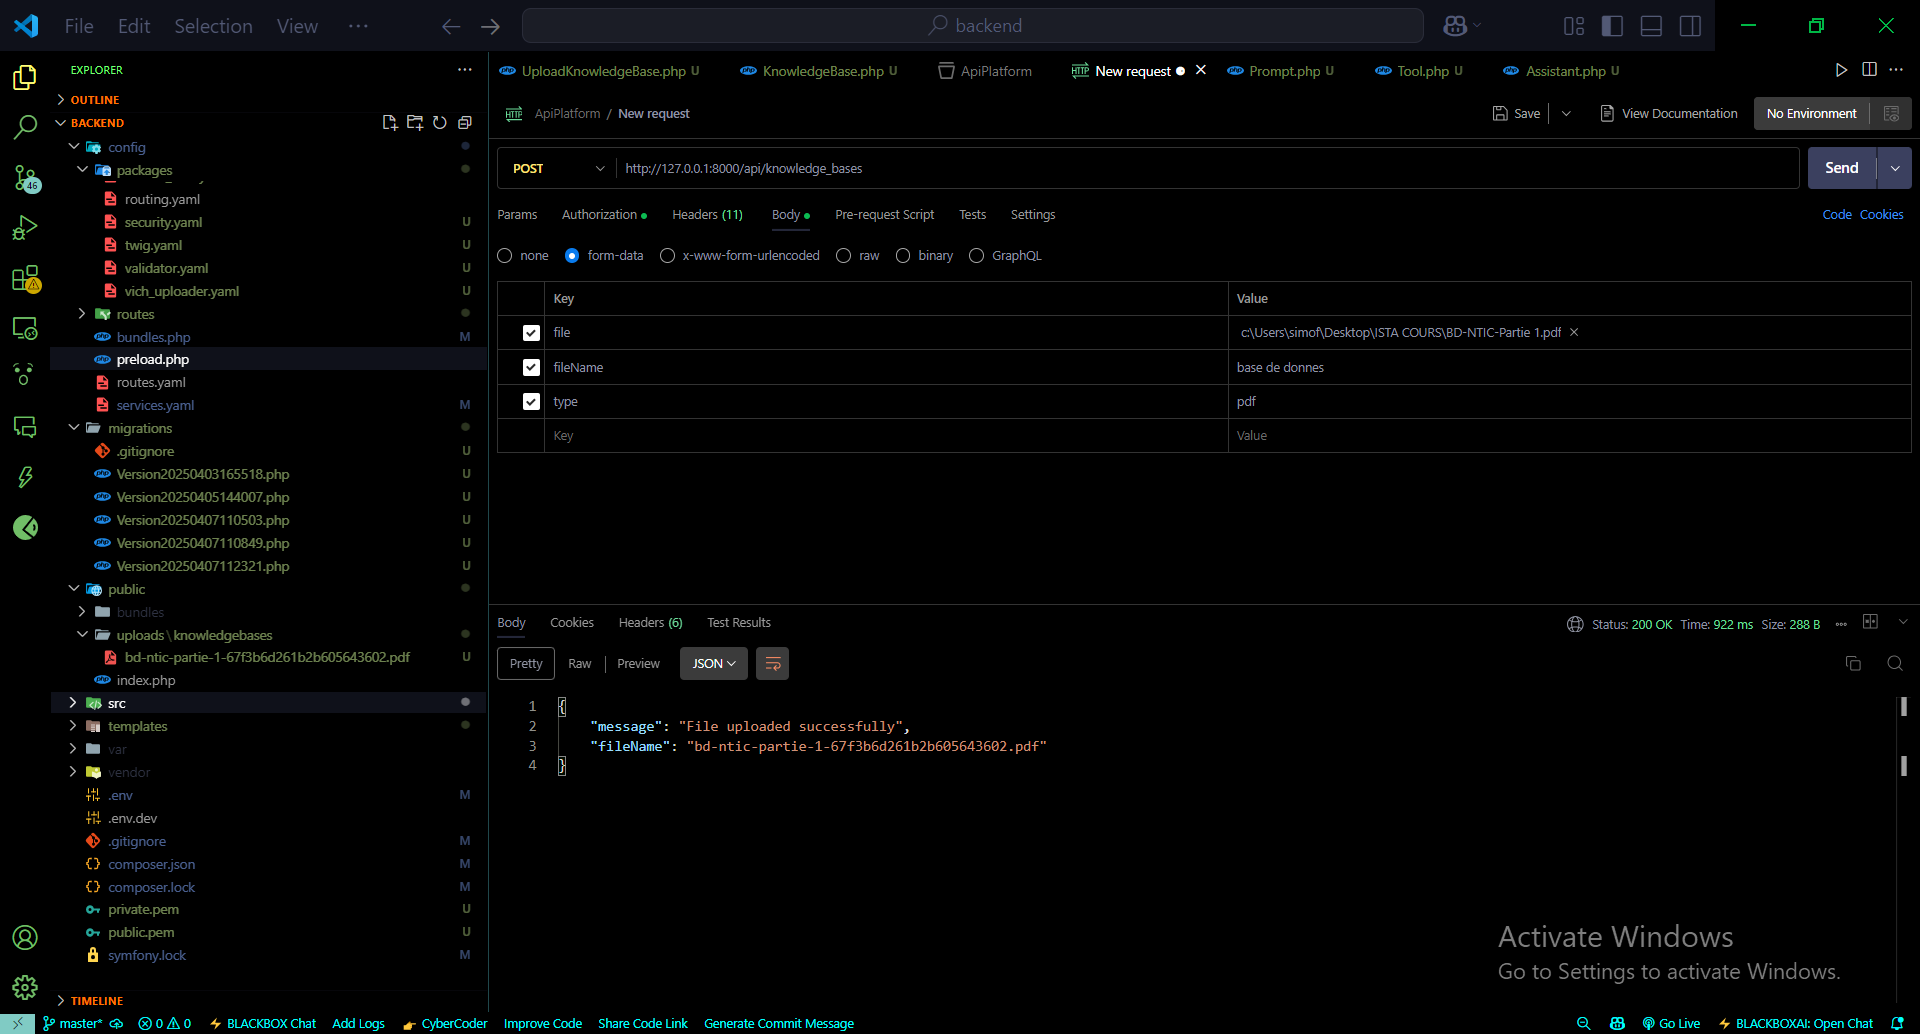 File Edit Selection View ··· backend
EXPLORER ···
OUTLINE
BACKEND
config
packages
routing.yaml
security.yaml U
twig.yaml U
validator.yaml U
vich_uploader.yaml U
routes
bundles.php M
preload.php
routes.yaml
services.yaml M
migrations
.gitignore U
Version20250403165518.php U
Version20250405144007.php U
Version20250407110503.php U
Version20250407110849.php U
Version20250407112321.php U
public
bundles
uploads\knowledgebases
bd-ntic-partie-1-67f3b6d261b2b605643602.pdf U
index.php
src
templates
var
vendor
.env M
.env.dev
.gitignore M
composer.json M
composer.lock M
private.pem U
public.pem U
symfony.lock M
TIMELINE
46
UploadKnowledgeBase.php U KnowledgeBase.php U ApiPlatform New request Prompt.php U Tool.php U Assistant.php U
ApiPlatform / New request Save View Documentation No Environment
POST http://127.0.0.1:8000/api/knowledge_bases Send
Params Authorization Headers (11) Body Pre-request Script Tests Settings Code Cookies
none form-data x-www-form-urlencoded raw binary GraphQL
Key Value
file c:\Users\simof\Desktop\ISTA COURS\BD-NTIC-Partie 1.pdf
fileName base de donnes
type pdf
Key Value
Body Cookies Headers (6) Test Results Status: 200 OK Time: 922 ms Size: 288 B
Pretty Raw Preview JSON
1 {
2 "message": "File uploaded successfully",
3 "fileName": "bd-ntic-partie-1-67f3b6d261b2b605643602.pdf"
4 }
Activate Windows
Go to Settings to activate Windows.
master* 0 0 BLACKBOX Chat Add Logs CyberCoder Improve Code Share Code Link Generate Commit Message Go Live BLACKBOXAI: Open Chat